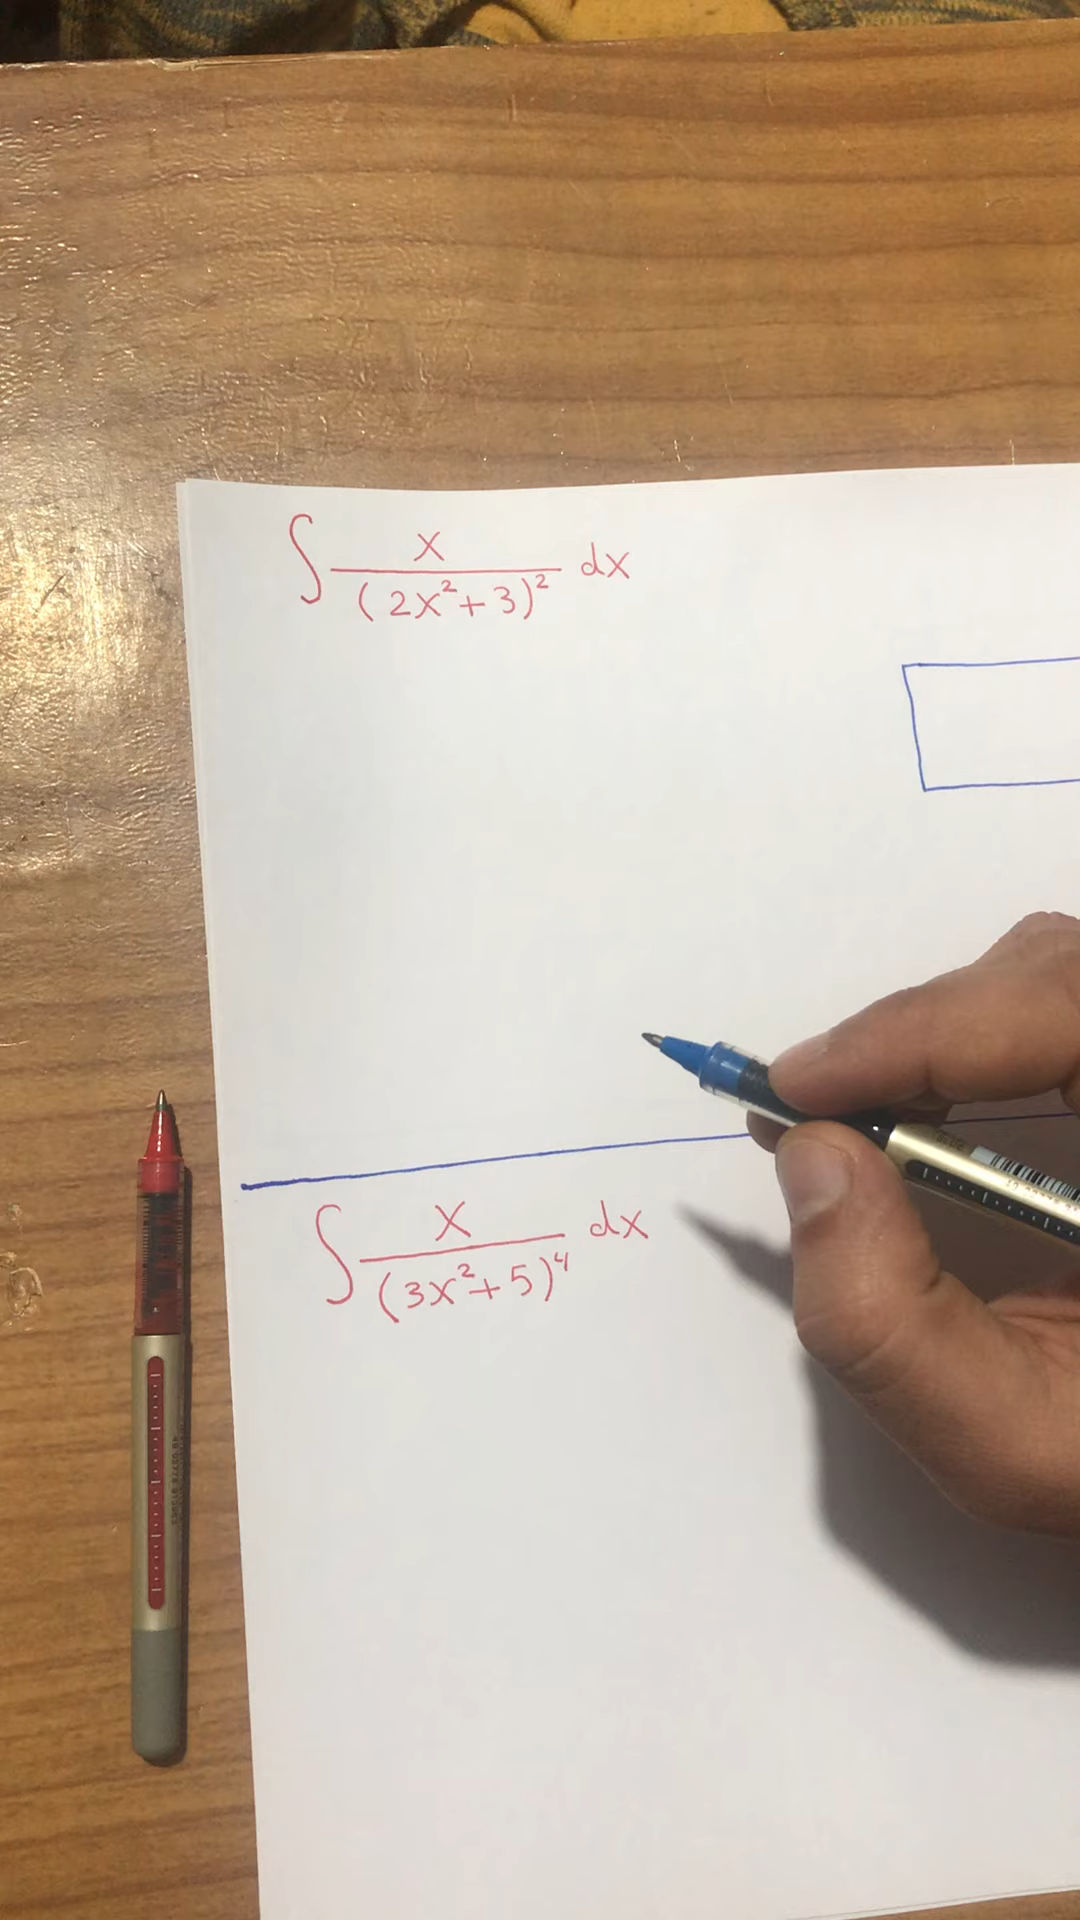 ∫ x/(2x²+3)² dx
∫ x/(3x²+5)⁴ dx